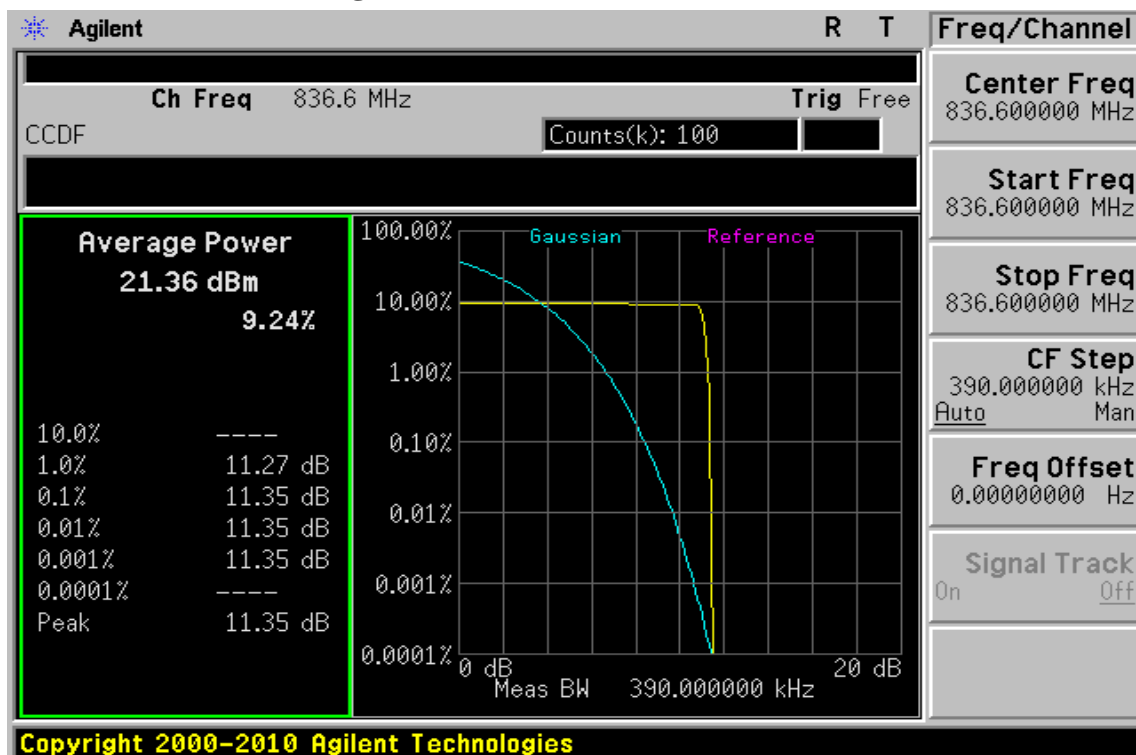 Agilent R T
Ch Freq 836.6 MHz Trig Free
CCDF Counts(k): 100
Average Power
21.36 dBm
9.24%
10.0% ----
1.0% 11.27 dB
0.1% 11.35 dB
0.01% 11.35 dB
0.001% 11.35 dB
0.0001% ----
Peak 11.35 dB
Gaussian Reference
100.00%
10.00%
1.00%
0.10%
0.01%
0.001%
0.0001%
0 dB 20 dB
Meas BW 390.000000 kHz
Freq/Channel
Center Freq
836.600000 MHz
Start Freq
836.600000 MHz
Stop Freq
836.600000 MHz
CF Step
390.000000 kHz
Auto Man
Freq Offset
0.00000000 Hz
Signal Track
On Off
Copyright 2000-2010 Agilent Technologies